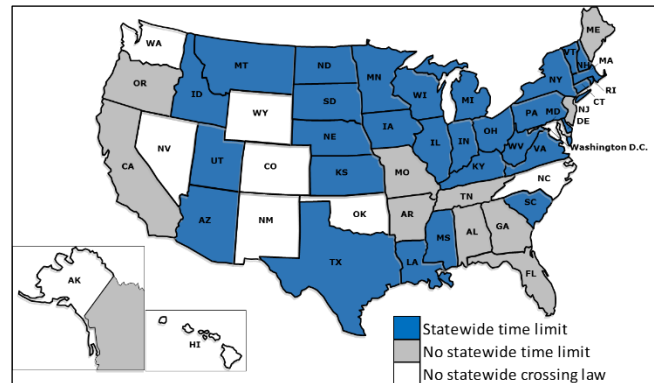 ME
WA
MT
ND
MN
VT
NH
MA
OR
ID
SD
WI
MI
NY
RI
CT
WY
IA
PA
NJ
NE
IL
IN
OH
MD
DE
NV
UT
CO
KS
MO
KY
WV
VA
Washington D.C.
CA
NC
TN
AZ
NM
OK
AR
SC
MS
AL
GA
TX
LA
FL
AK
HI
Statewide time limit
No statewide time limit
No statewide crossing law